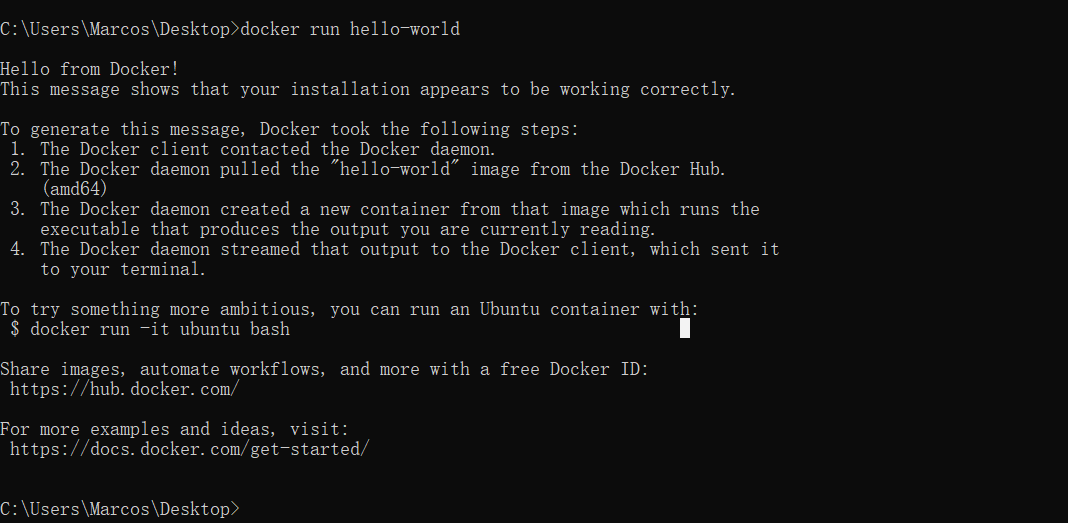 C:\Users\Marcos\Desktop>docker run hello-world
Hello from Docker!
This message shows that your installation appears to be working correctly.
To generate this message, Docker took the following steps:
1. The Docker client contacted the Docker daemon.
2. The Docker daemon pulled the "hello-world" image from the Docker Hub.
(amd64)
3. The Docker daemon created a new container from that image which runs the
executable that produces the output you are currently reading.
4. The Docker daemon streamed that output to the Docker client, which sent it
to your terminal.
To try something more ambitious, you can run an Ubuntu container with:
$ docker run -it ubuntu bash
Share images, automate workflows, and more with a free Docker ID:
https://hub.docker.com/
For more examples and ideas, visit:
https://docs.docker.com/get-started/
C:\Users\Marcos\Desktop>